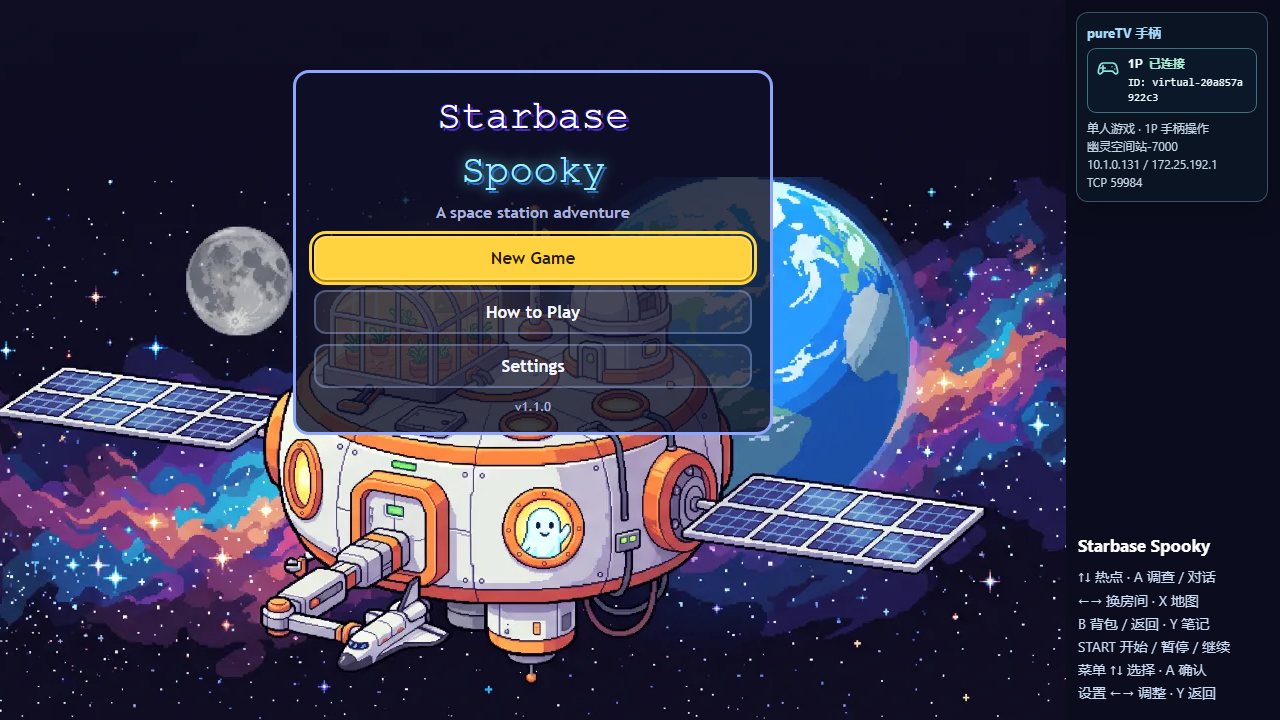 Starbase
Spooky
A space station adventure
New Game
How to Play
Settings
v1.1.0
pureTV 手柄
1P 已连接
ID: virtual-20a857a
922c3
单人游戏 · 1P 手柄操作
幽灵空间站-7000
10.1.0.131 / 172.25.192.1
TCP 59984
Starbase Spooky
↑↓ 热点 · A 调查 / 对话
←→ 换房间 · X 地图
B 背包 / 返回 · Y 笔记
START 开始 / 暂停 / 继续
菜单 ↑↓ 选择 · A 确认
设置 ←→ 调整 · Y 返回